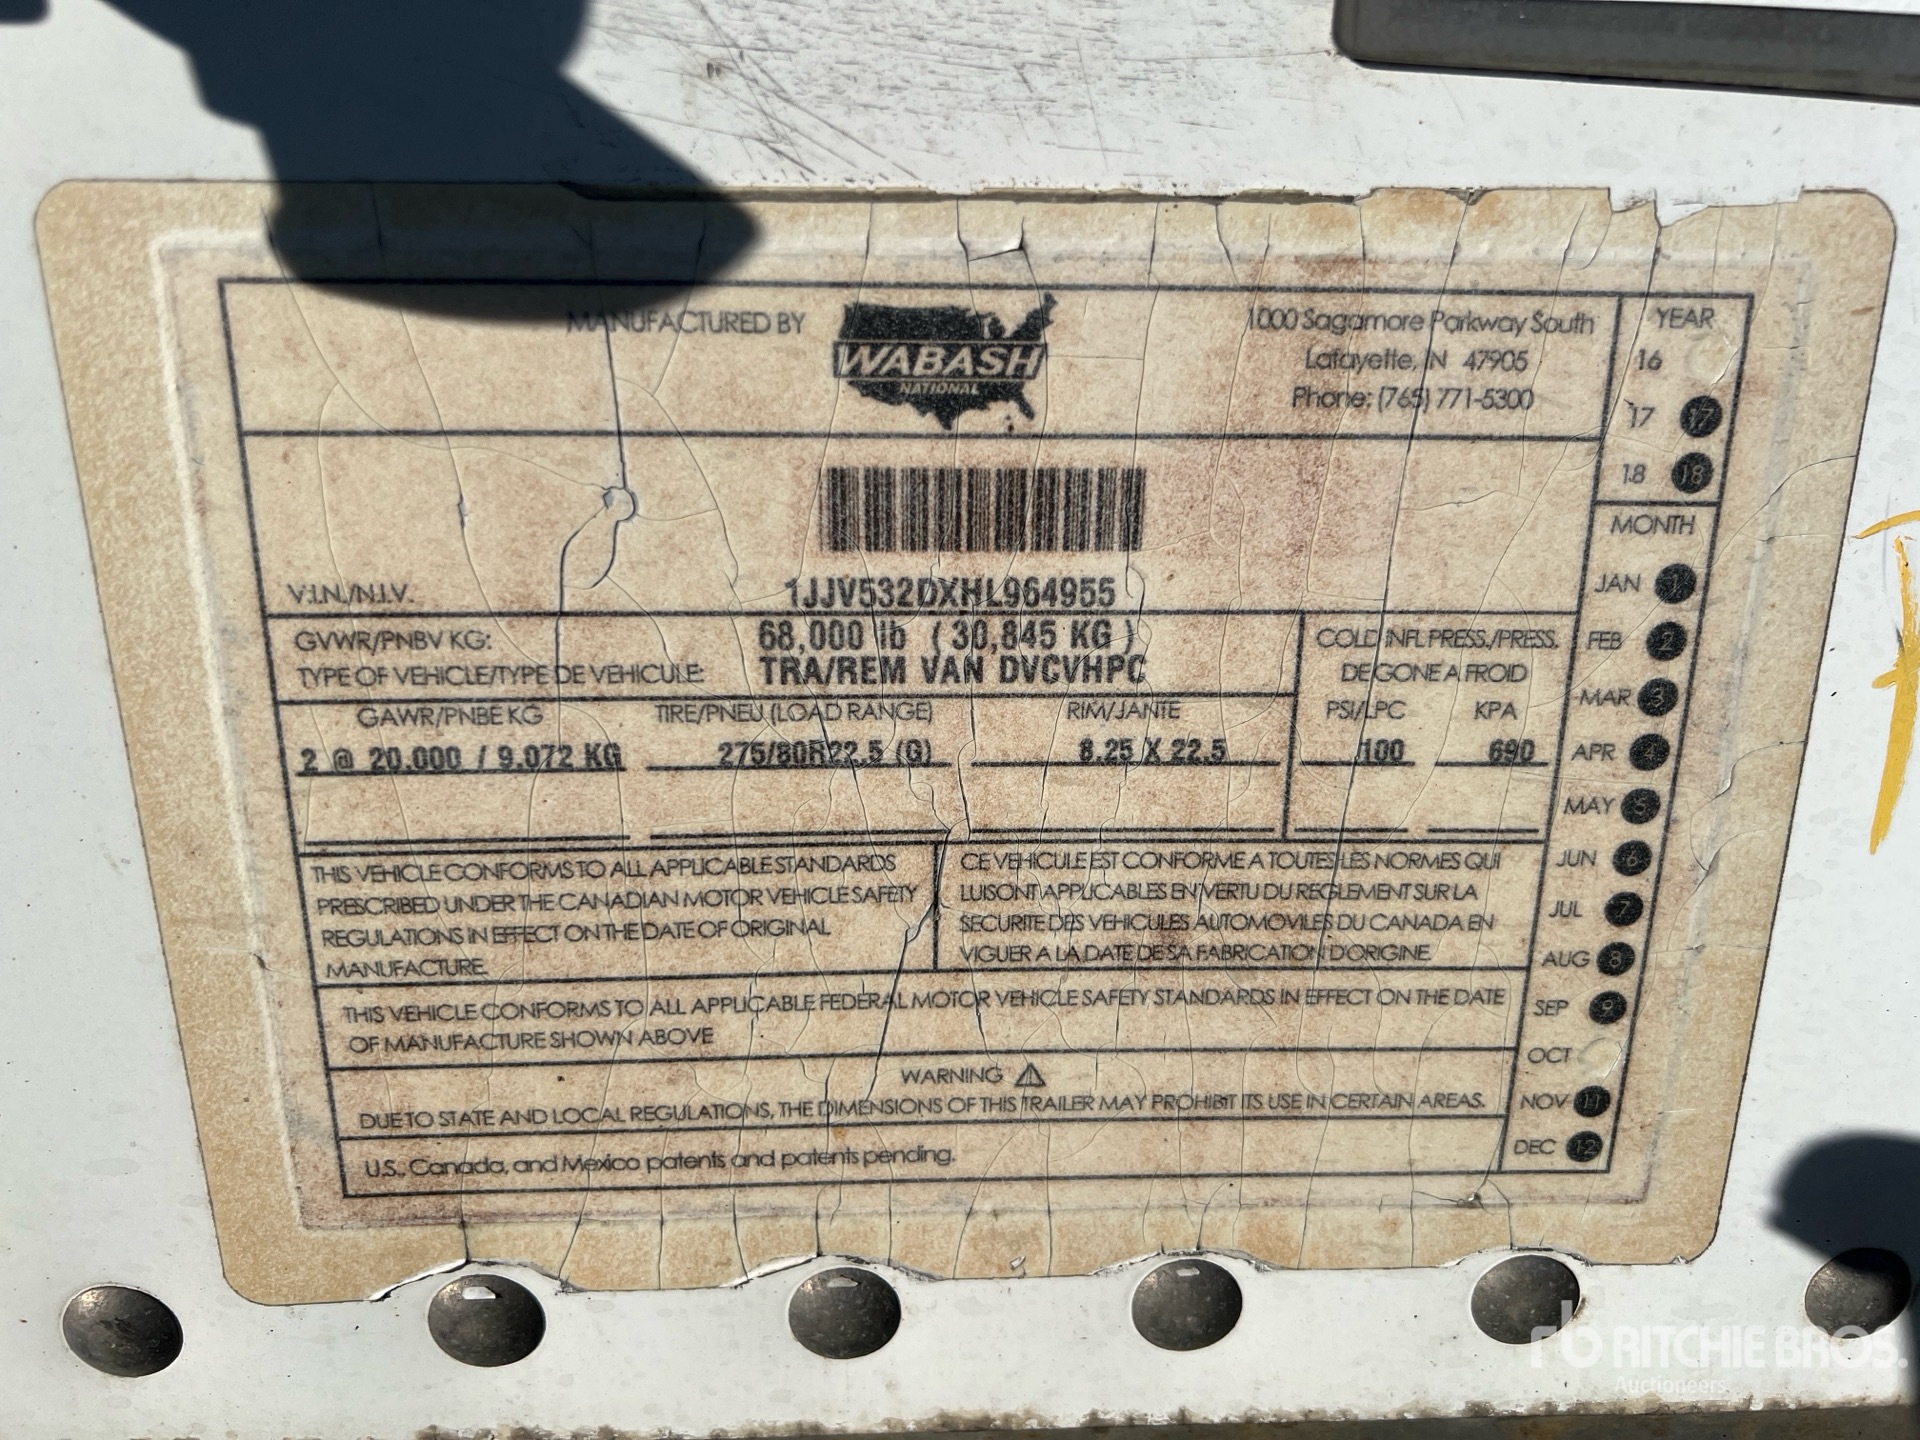 MANUFACTURED BY
WABASH
NATIONAL
1000 Sagamore Parkway South
Lafayette, IN 47905
Phone: (765) 771-5300
YEAR
16
17 17
18 18
V.I.N./N.I.V. 1JJV532DXHL964955
GVWR/PNBV KG: 68,000 lb ( 30,845 KG )
TYPE OF VEHICLE/TYPE DE VEHICULE: TRA/REM VAN DVCVHPC
GAWR/PNBE KG TIRE/PNEU (LOAD RANGE) RIM/JANTE
2 @ 20,000 / 9,072 KG 275/80R22.5 (G) 8.25 X 22.5
COLD INFL PRESS./PRESS.
DE GONE A FROID
PSI/LPC KPA
100 690
MONTH
JAN 1
FEB 2
MAR 3
APR 4
MAY 5
JUN 6
JUL 7
AUG 8
SEP 9
OCT
NOV 11
DEC 12
THIS VEHICLE CONFORMS TO ALL APPLICABLE STANDARDS
PRESCRIBED UNDER THE CANADIAN MOTOR VEHICLE SAFETY
REGULATIONS IN EFFECT ON THE DATE OF ORIGINAL
MANUFACTURE.
CE VEHICULE EST CONFORME A TOUTES LES NORMES QUI
LUI SONT APPLICABLES EN VERTU DU REGLEMENT SUR LA
SECURITE DES VEHICULES AUTOMOVILES DU CANADA EN
VIGUER A LA DATE DE SA FABRICATION D'ORIGINE.
THIS VEHICLE CONFORMS TO ALL APPLICABLE FEDERAL MOTOR VEHICLE SAFETY STANDARDS IN EFFECT ON THE DATE
OF MANUFACTURE SHOWN ABOVE
WARNING
DUE TO STATE AND LOCAL REGULATIONS, THE DIMENSIONS OF THIS TRAILER MAY PROHIBIT ITS USE IN CERTAIN AREAS.
U.S., Canada, and Mexico patents and patents pending.
rb RITCHIE BROS.
Auctioneers